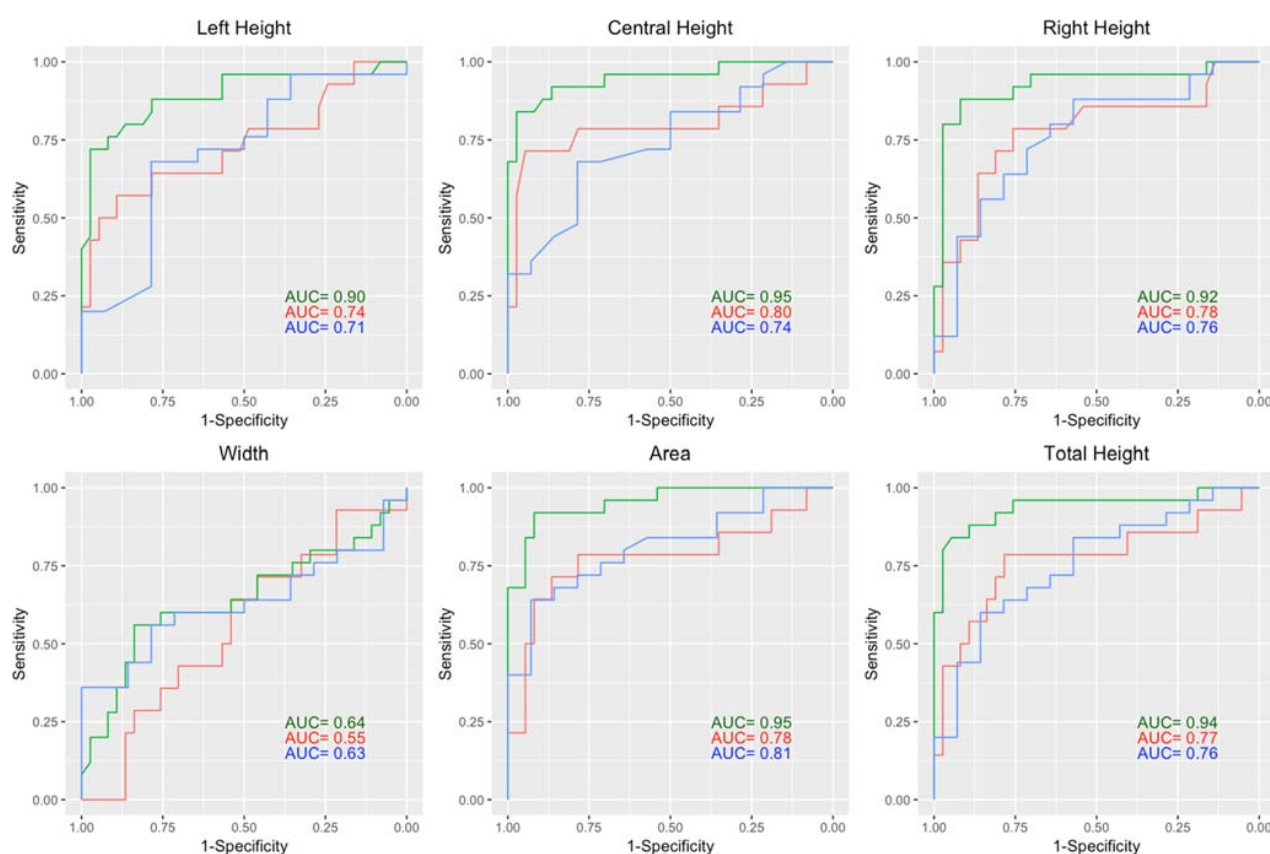 Left Height
Central Height
Right Height
1.00
0.75
0.50
0.25
0.00
Sensitivity
AUC= 0.90
AUC= 0.74
AUC= 0.71
1.00 0.75 0.50 0.25 0.00
1-Specificity
1.00
0.75
0.50
0.25
0.00
Sensitivity
AUC= 0.95
AUC= 0.80
AUC= 0.74
1.00 0.75 0.50 0.25 0.00
1-Specificity
1.00
0.75
0.50
0.25
0.00
Sensitivity
AUC= 0.92
AUC= 0.78
AUC= 0.76
1.00 0.75 0.50 0.25 0.00
1-Specificity
Width
Area
Total Height
1.00
0.75
0.50
0.25
0.00
Sensitivity
AUC= 0.64
AUC= 0.55
AUC= 0.63
1.00 0.75 0.50 0.25 0.00
1-Specificity
1.00
0.75
0.50
0.25
0.00
Sensitivity
AUC= 0.95
AUC= 0.78
AUC= 0.81
1.00 0.75 0.50 0.25 0.00
1-Specificity
1.00
0.75
0.50
0.25
0.00
Sensitivity
AUC= 0.94
AUC= 0.77
AUC= 0.76
1.00 0.75 0.50 0.25 0.00
1-Specificity